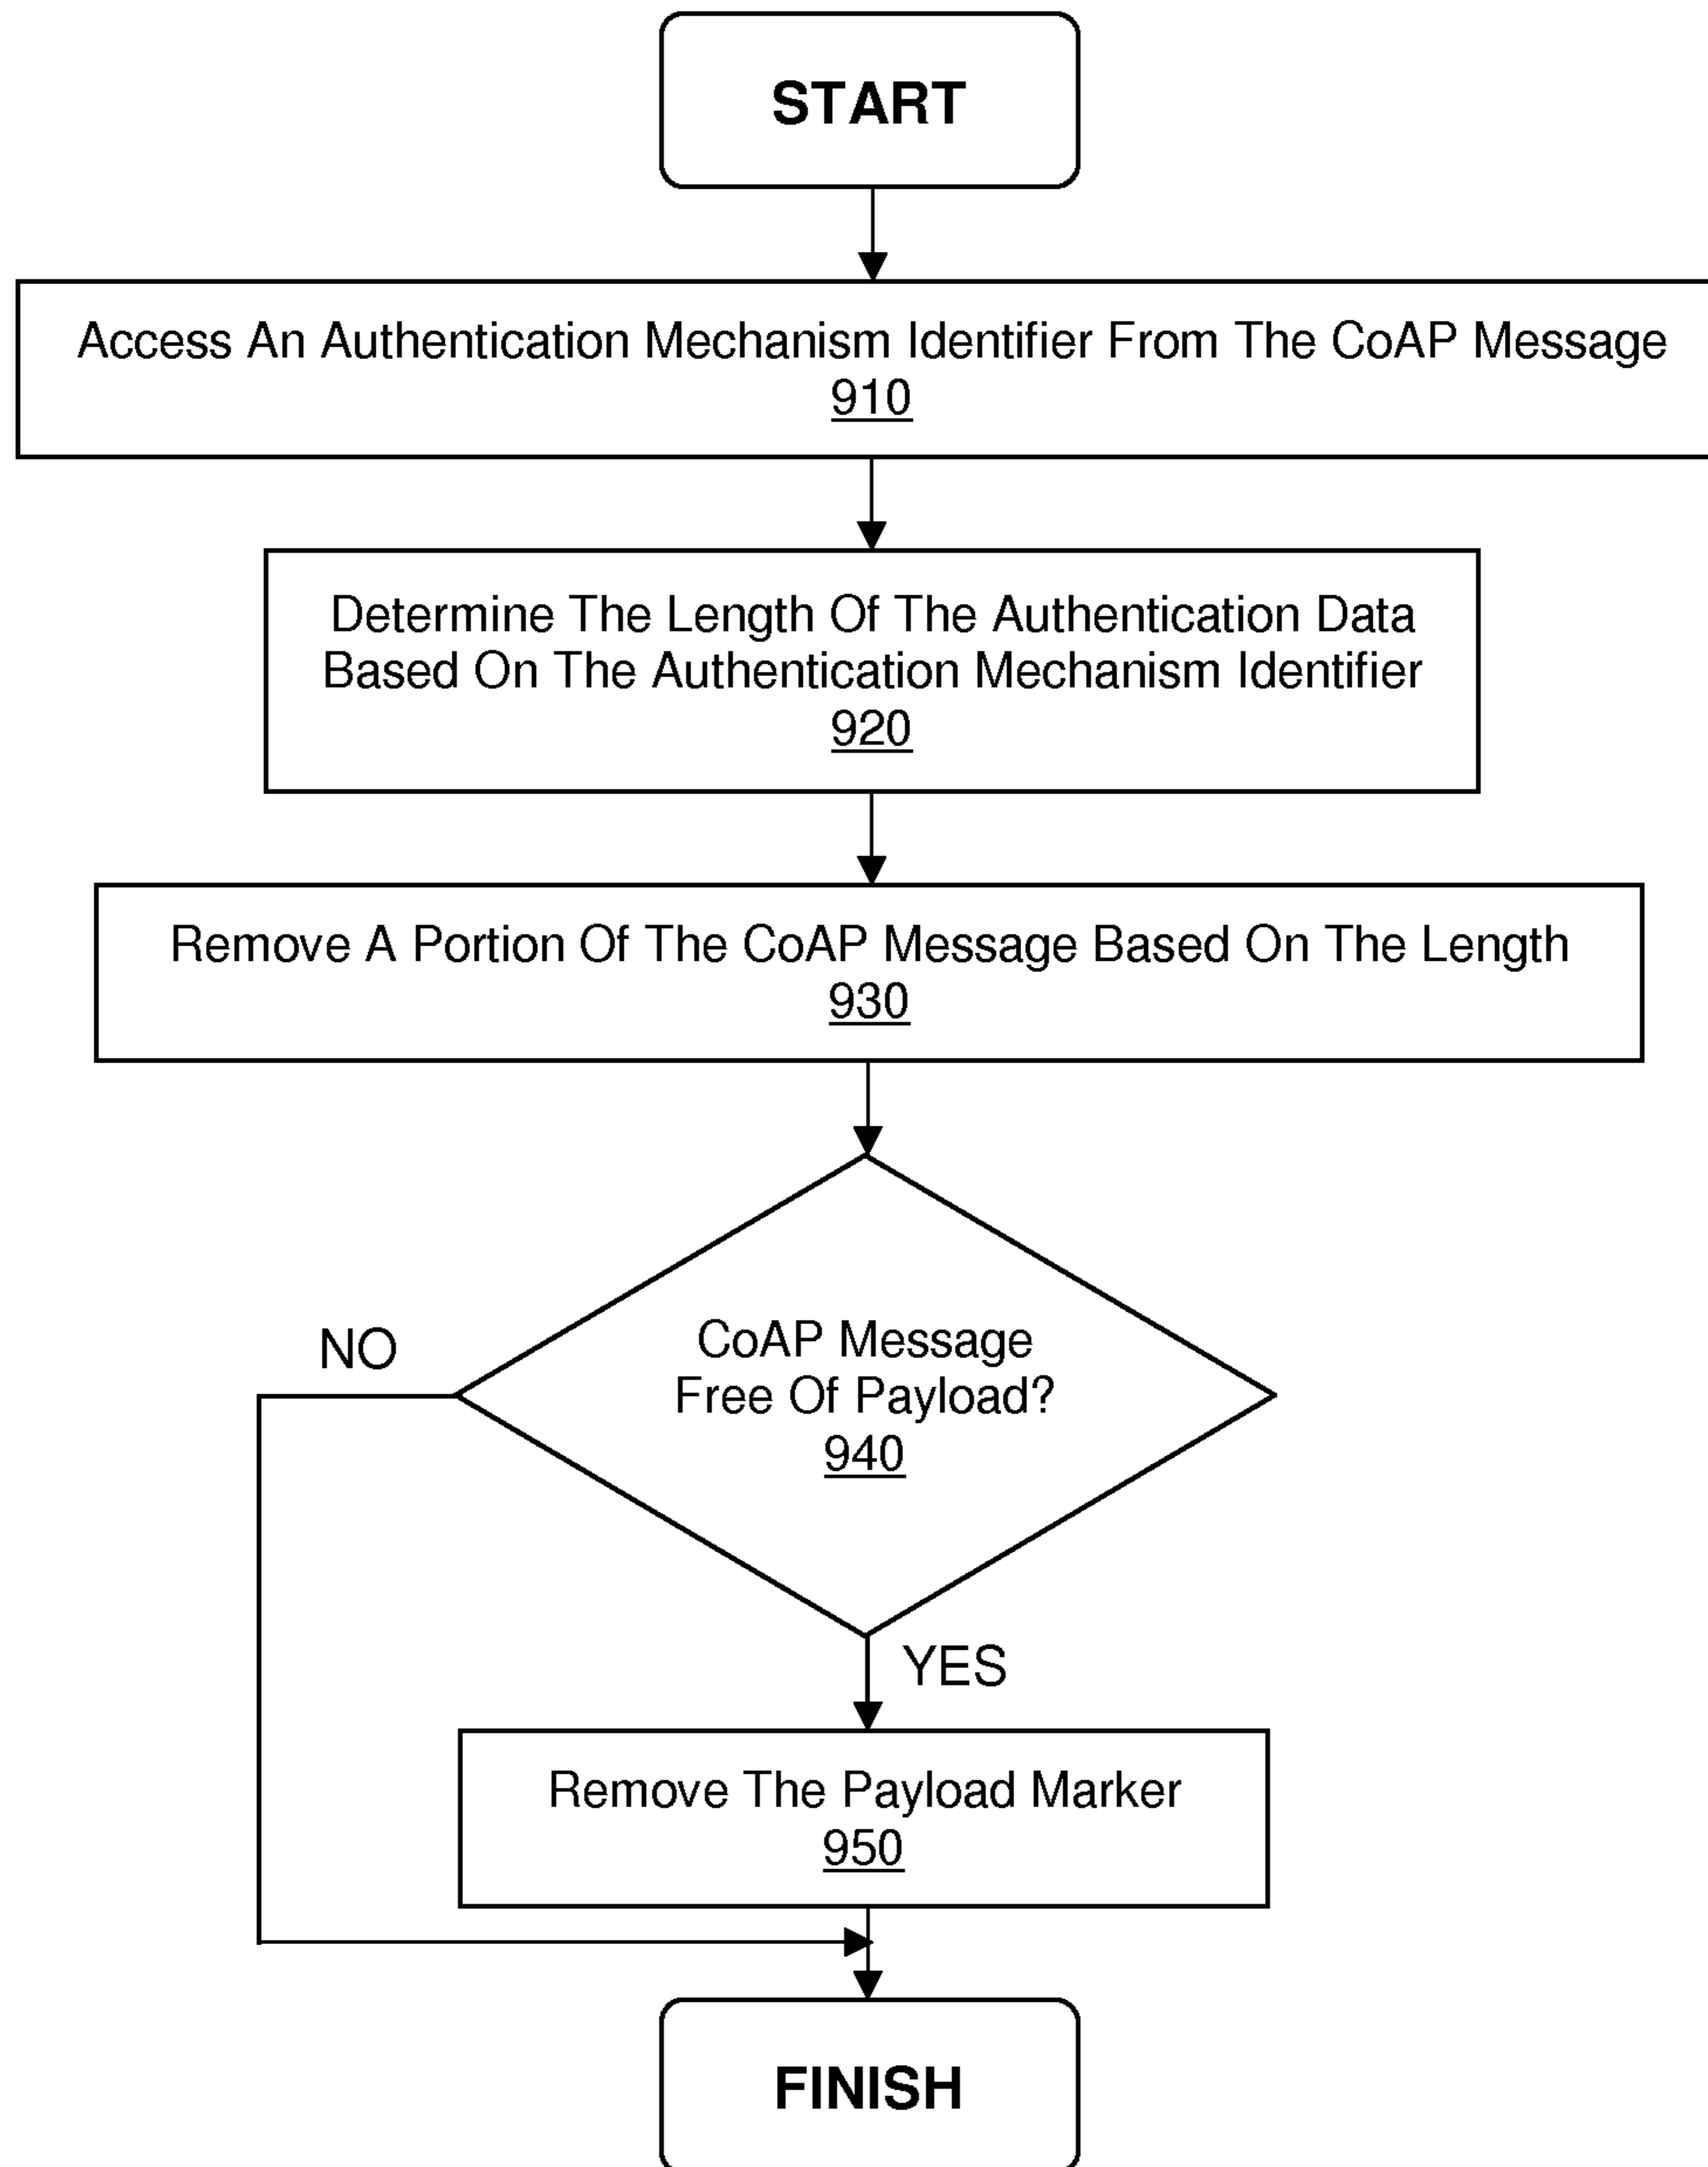 START
Access An Authentication Mechanism Identifier From The CoAP Message
910
Determine The Length Of The Authentication Data
Based On The Authentication Mechanism Identifier
920
Remove A Portion Of The CoAP Message Based On The Length
930
CoAP Message
Free Of Payload?
940
NO
YES
Remove The Payload Marker
950
FINISH